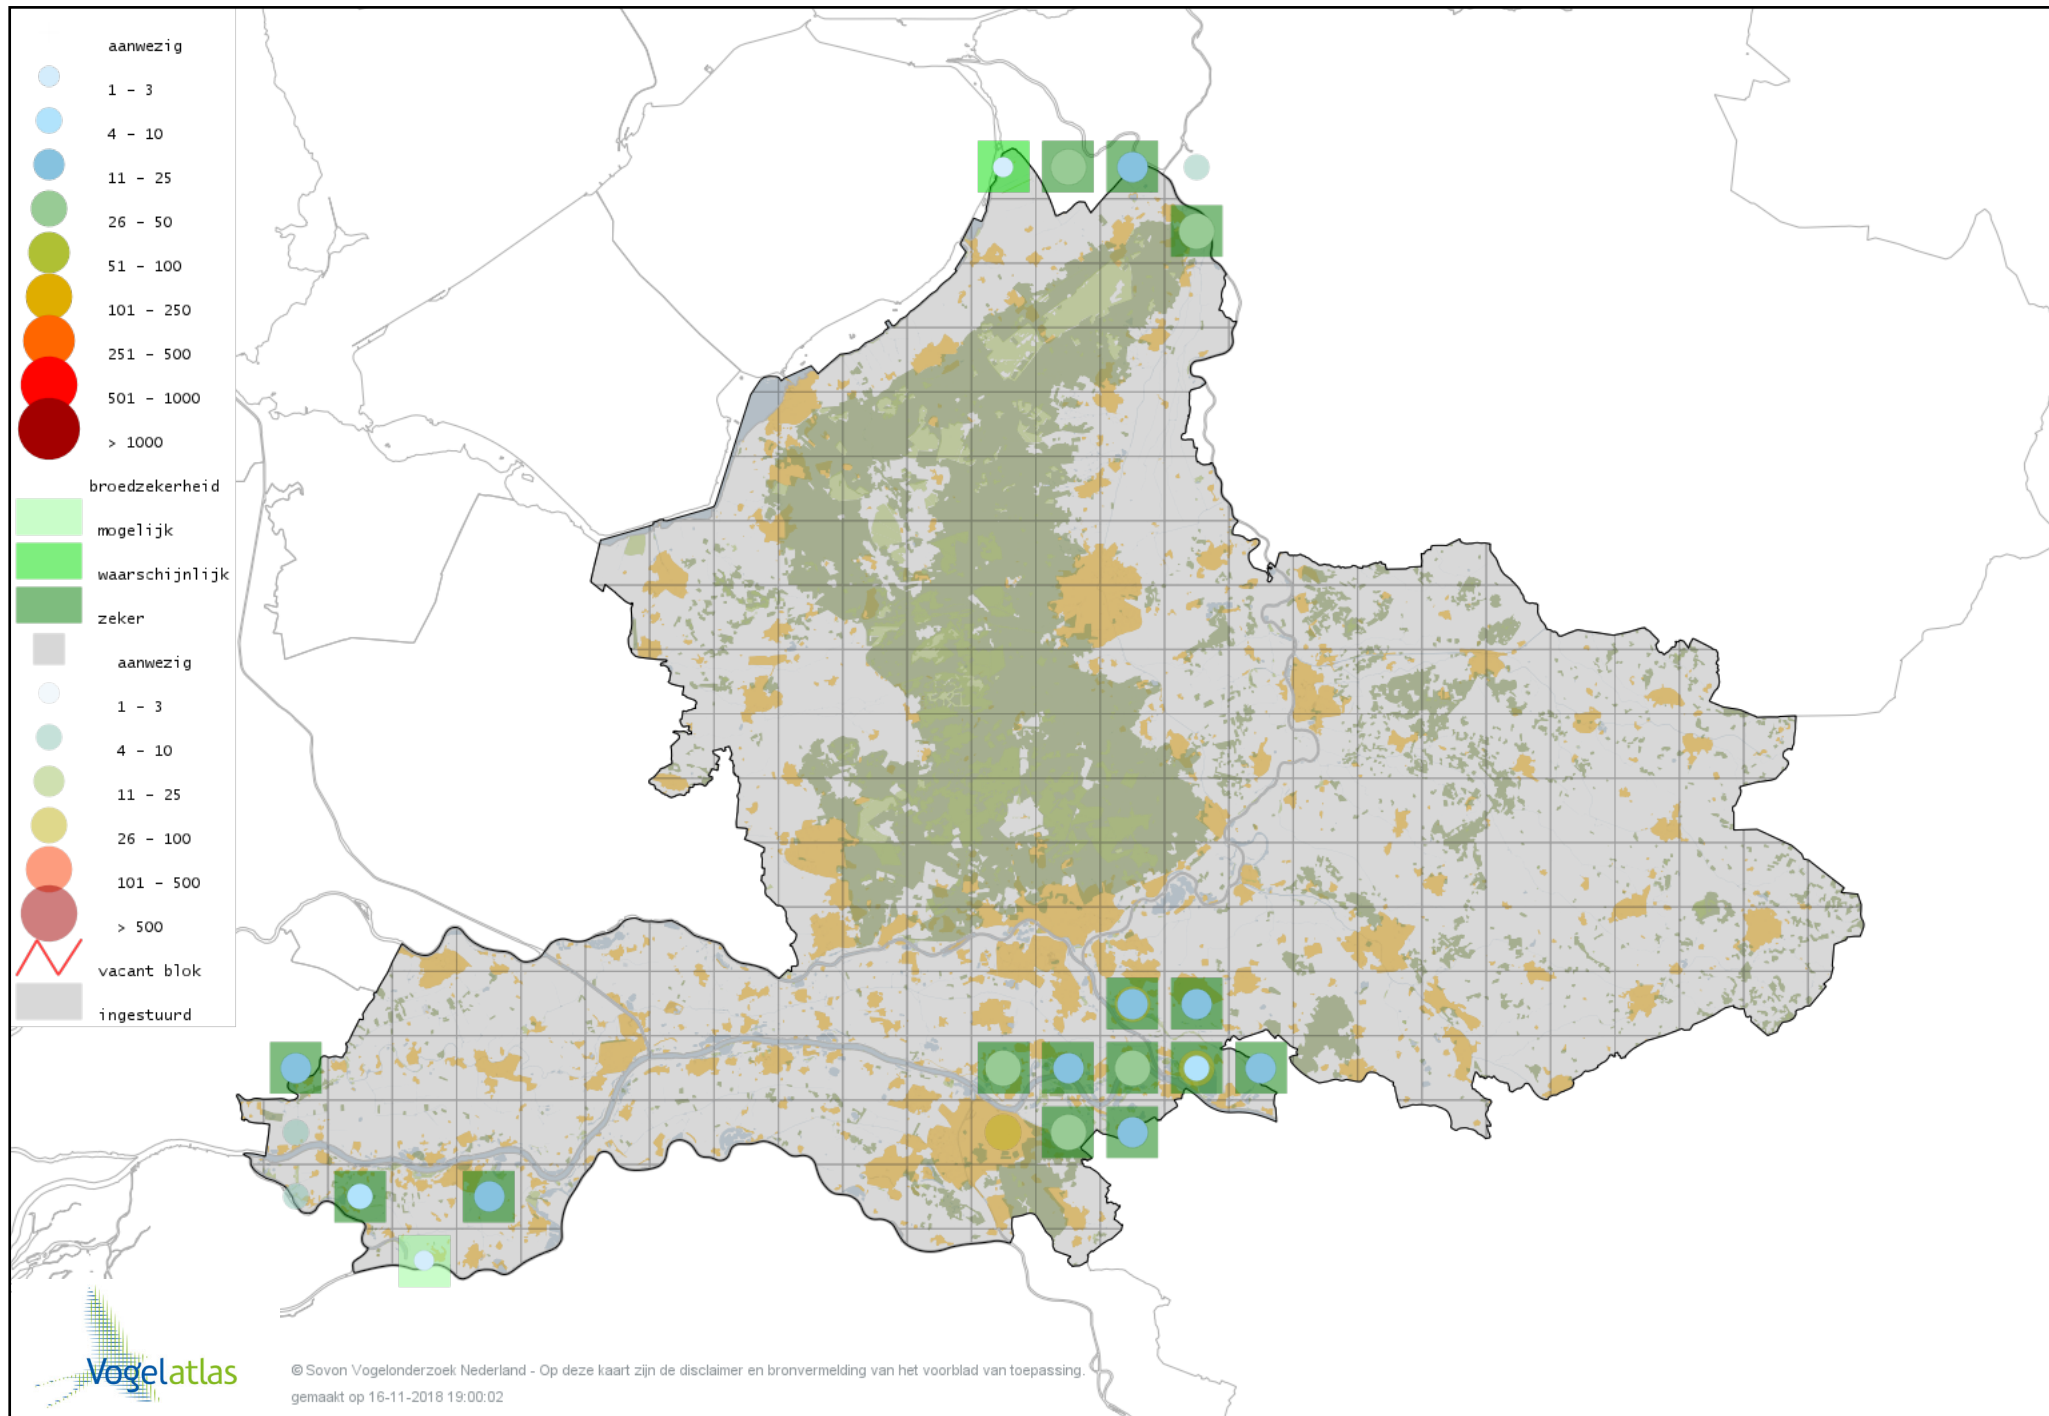 aanwezig
1 - 3
4 - 10
11 - 25
26 - 50
51 - 100
101 - 250
251 - 500
501 - 1000
> 1000
broedzekerheid
mogelijk
waarschijnlijk
zeker
aanwezig
1 - 3
4 - 10
11 - 25
26 - 100
101 - 500
> 500
vacant blok
ingestuurd
Vogelatlas
© Sovon Vogelonderzoek Nederland - Op deze kaart zijn de disclaimer en bronvermelding van het voorblad van toepassing.
gemaakt op 16-11-2018 19:00:02